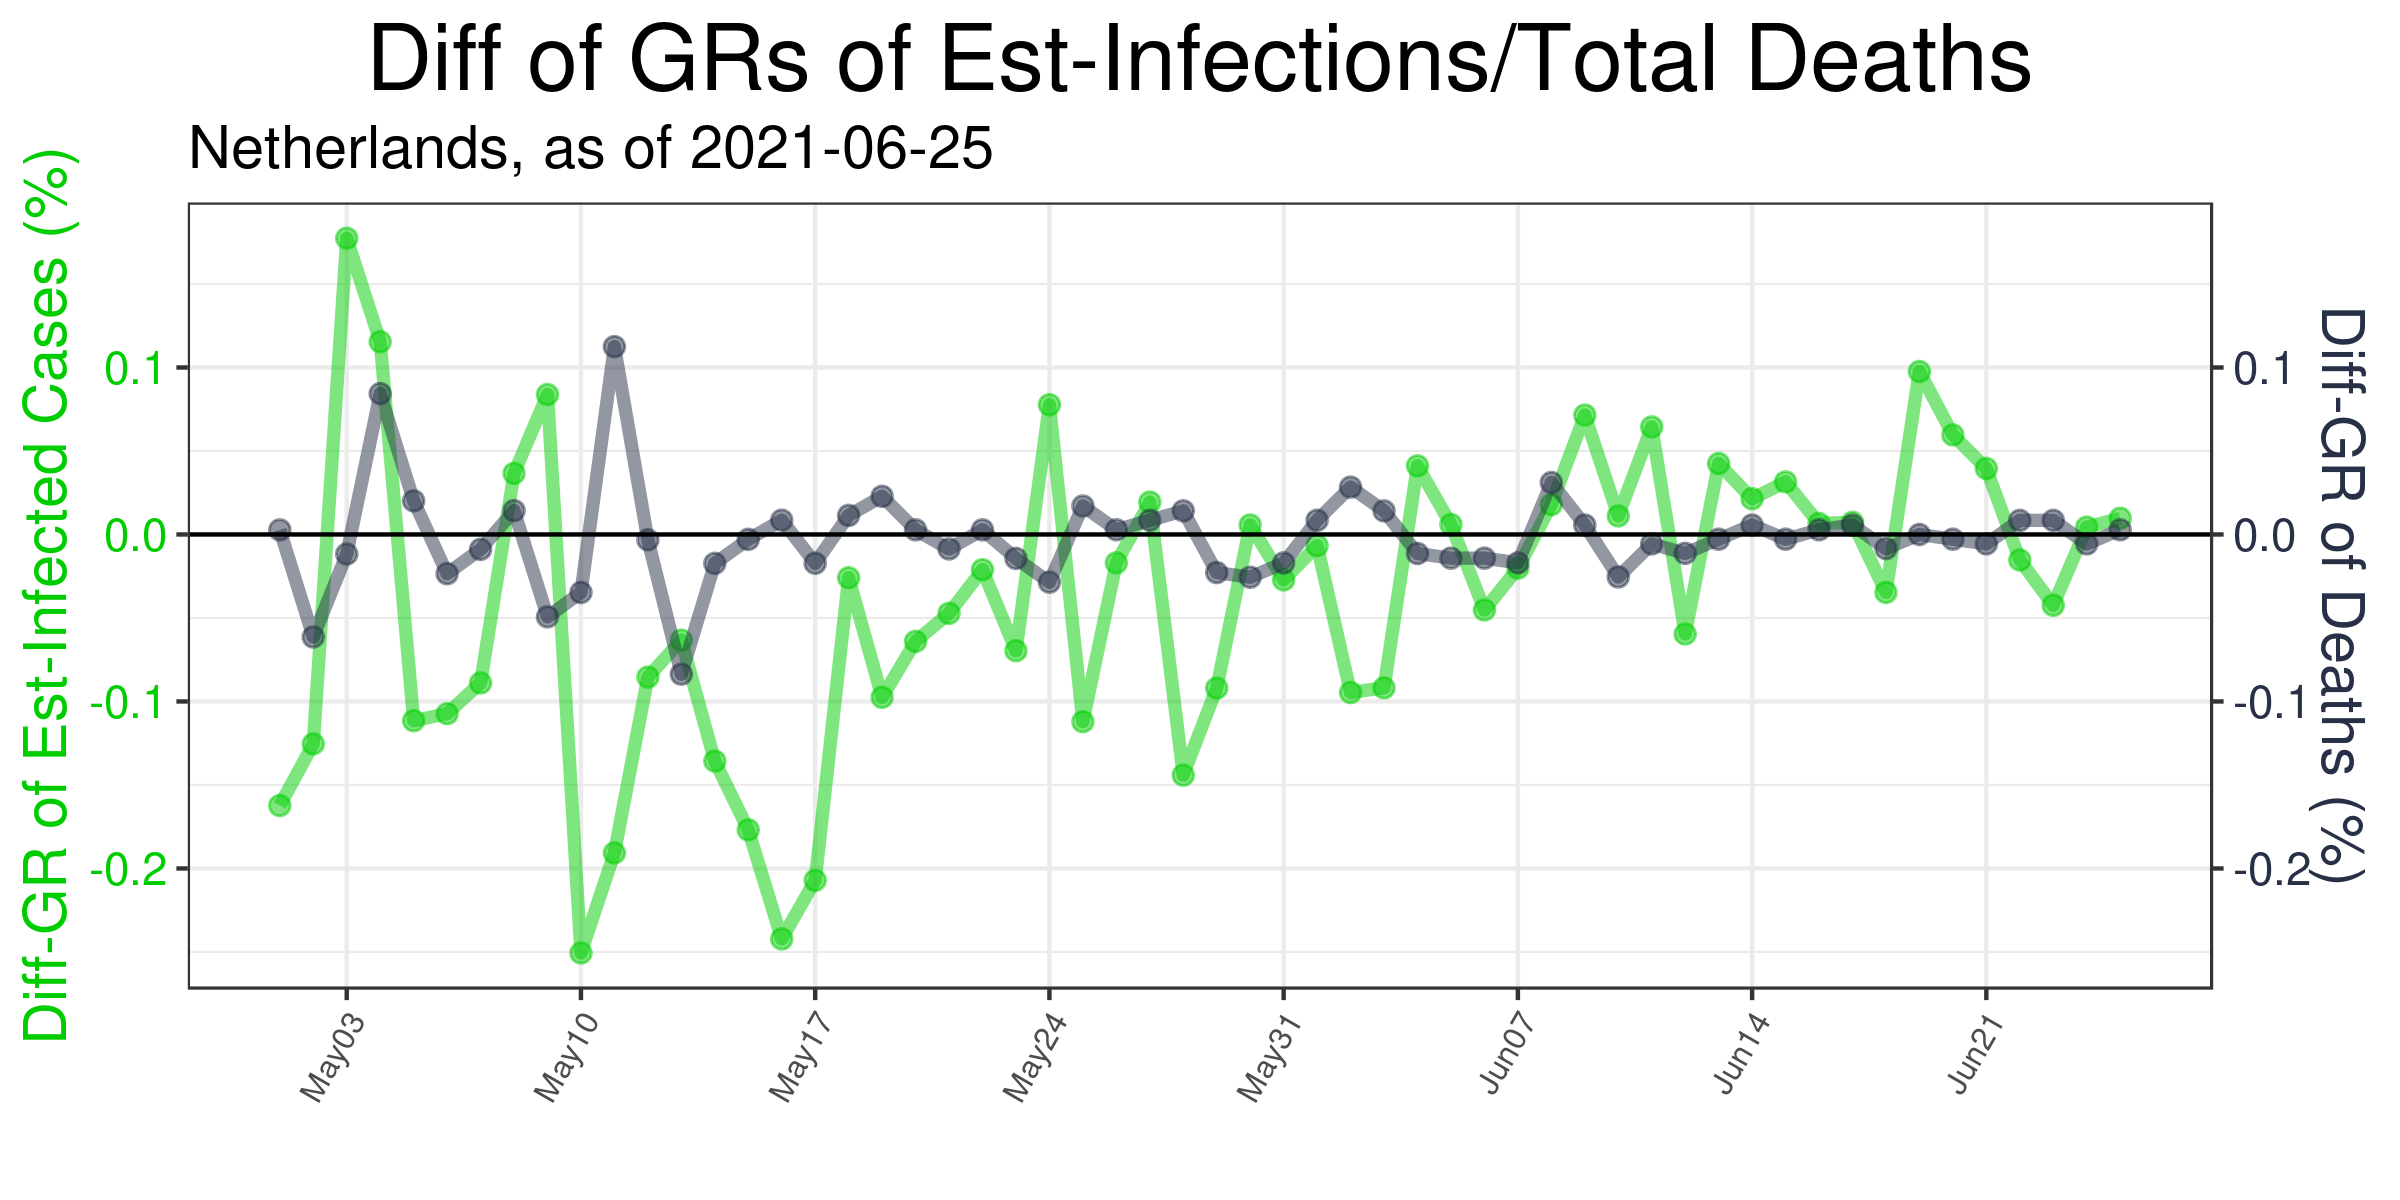 Diff of GRs of Est-Infections/Total Deaths
Netherlands, as of 2021-06-25
Diff-GR of Est-Infected Cases (%)
0.1
0.0
-0.1
-0.2
0.1
0.0
-0.1
-0.2
Diff-GR of Deaths (%)
May03
May10
May17
May24
May31
Jun07
Jun14
Jun21